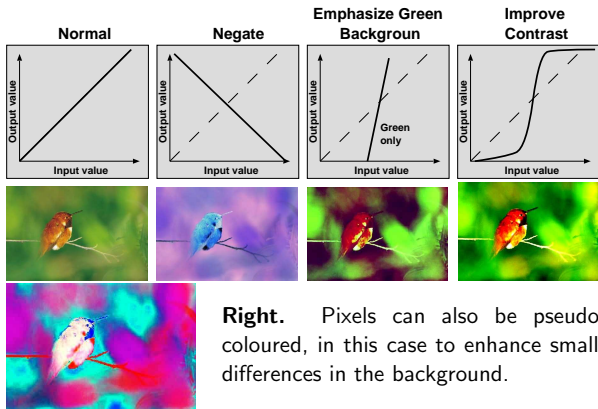 Normal
Negate
Emphasize Green
Backgroun
Improve
Contrast
Output value
Input value
Output value
Input value
Output value
Green
only
Input value
Output value
Input value
Right. Pixels can also be pseudo
coloured, in this case to enhance small
differences in the background.